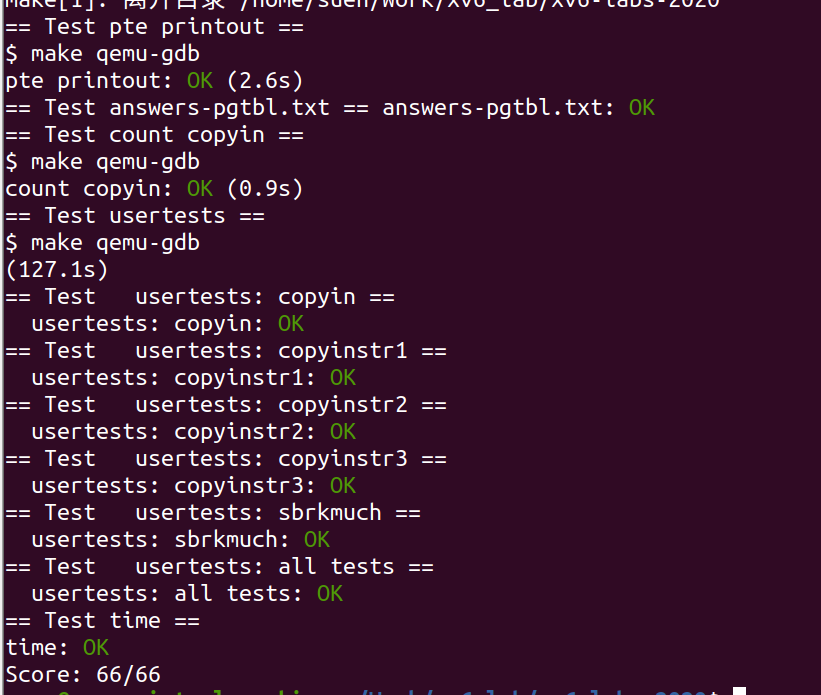 make[1]: 离开目录"/home/suen/Work/xv6_lab/xv6-labs-2020"
== Test pte printout ==
$ make qemu-gdb
pte printout: OK (2.6s)
== Test answers-pgtbl.txt == answers-pgtbl.txt: OK
== Test count copyin ==
$ make qemu-gdb
count copyin: OK (0.9s)
== Test usertests ==
$ make qemu-gdb
(127.1s)
== Test   usertests: copyin ==
  usertests: copyin: OK
== Test   usertests: copyinstr1 ==
  usertests: copyinstr1: OK
== Test   usertests: copyinstr2 ==
  usertests: copyinstr2: OK
== Test   usertests: copyinstr3 ==
  usertests: copyinstr3: OK
== Test   usertests: sbrkmuch ==
  usertests: sbrkmuch: OK
== Test   usertests: all tests ==
  usertests: all tests: OK
== Test time ==
time: OK
Score: 66/66